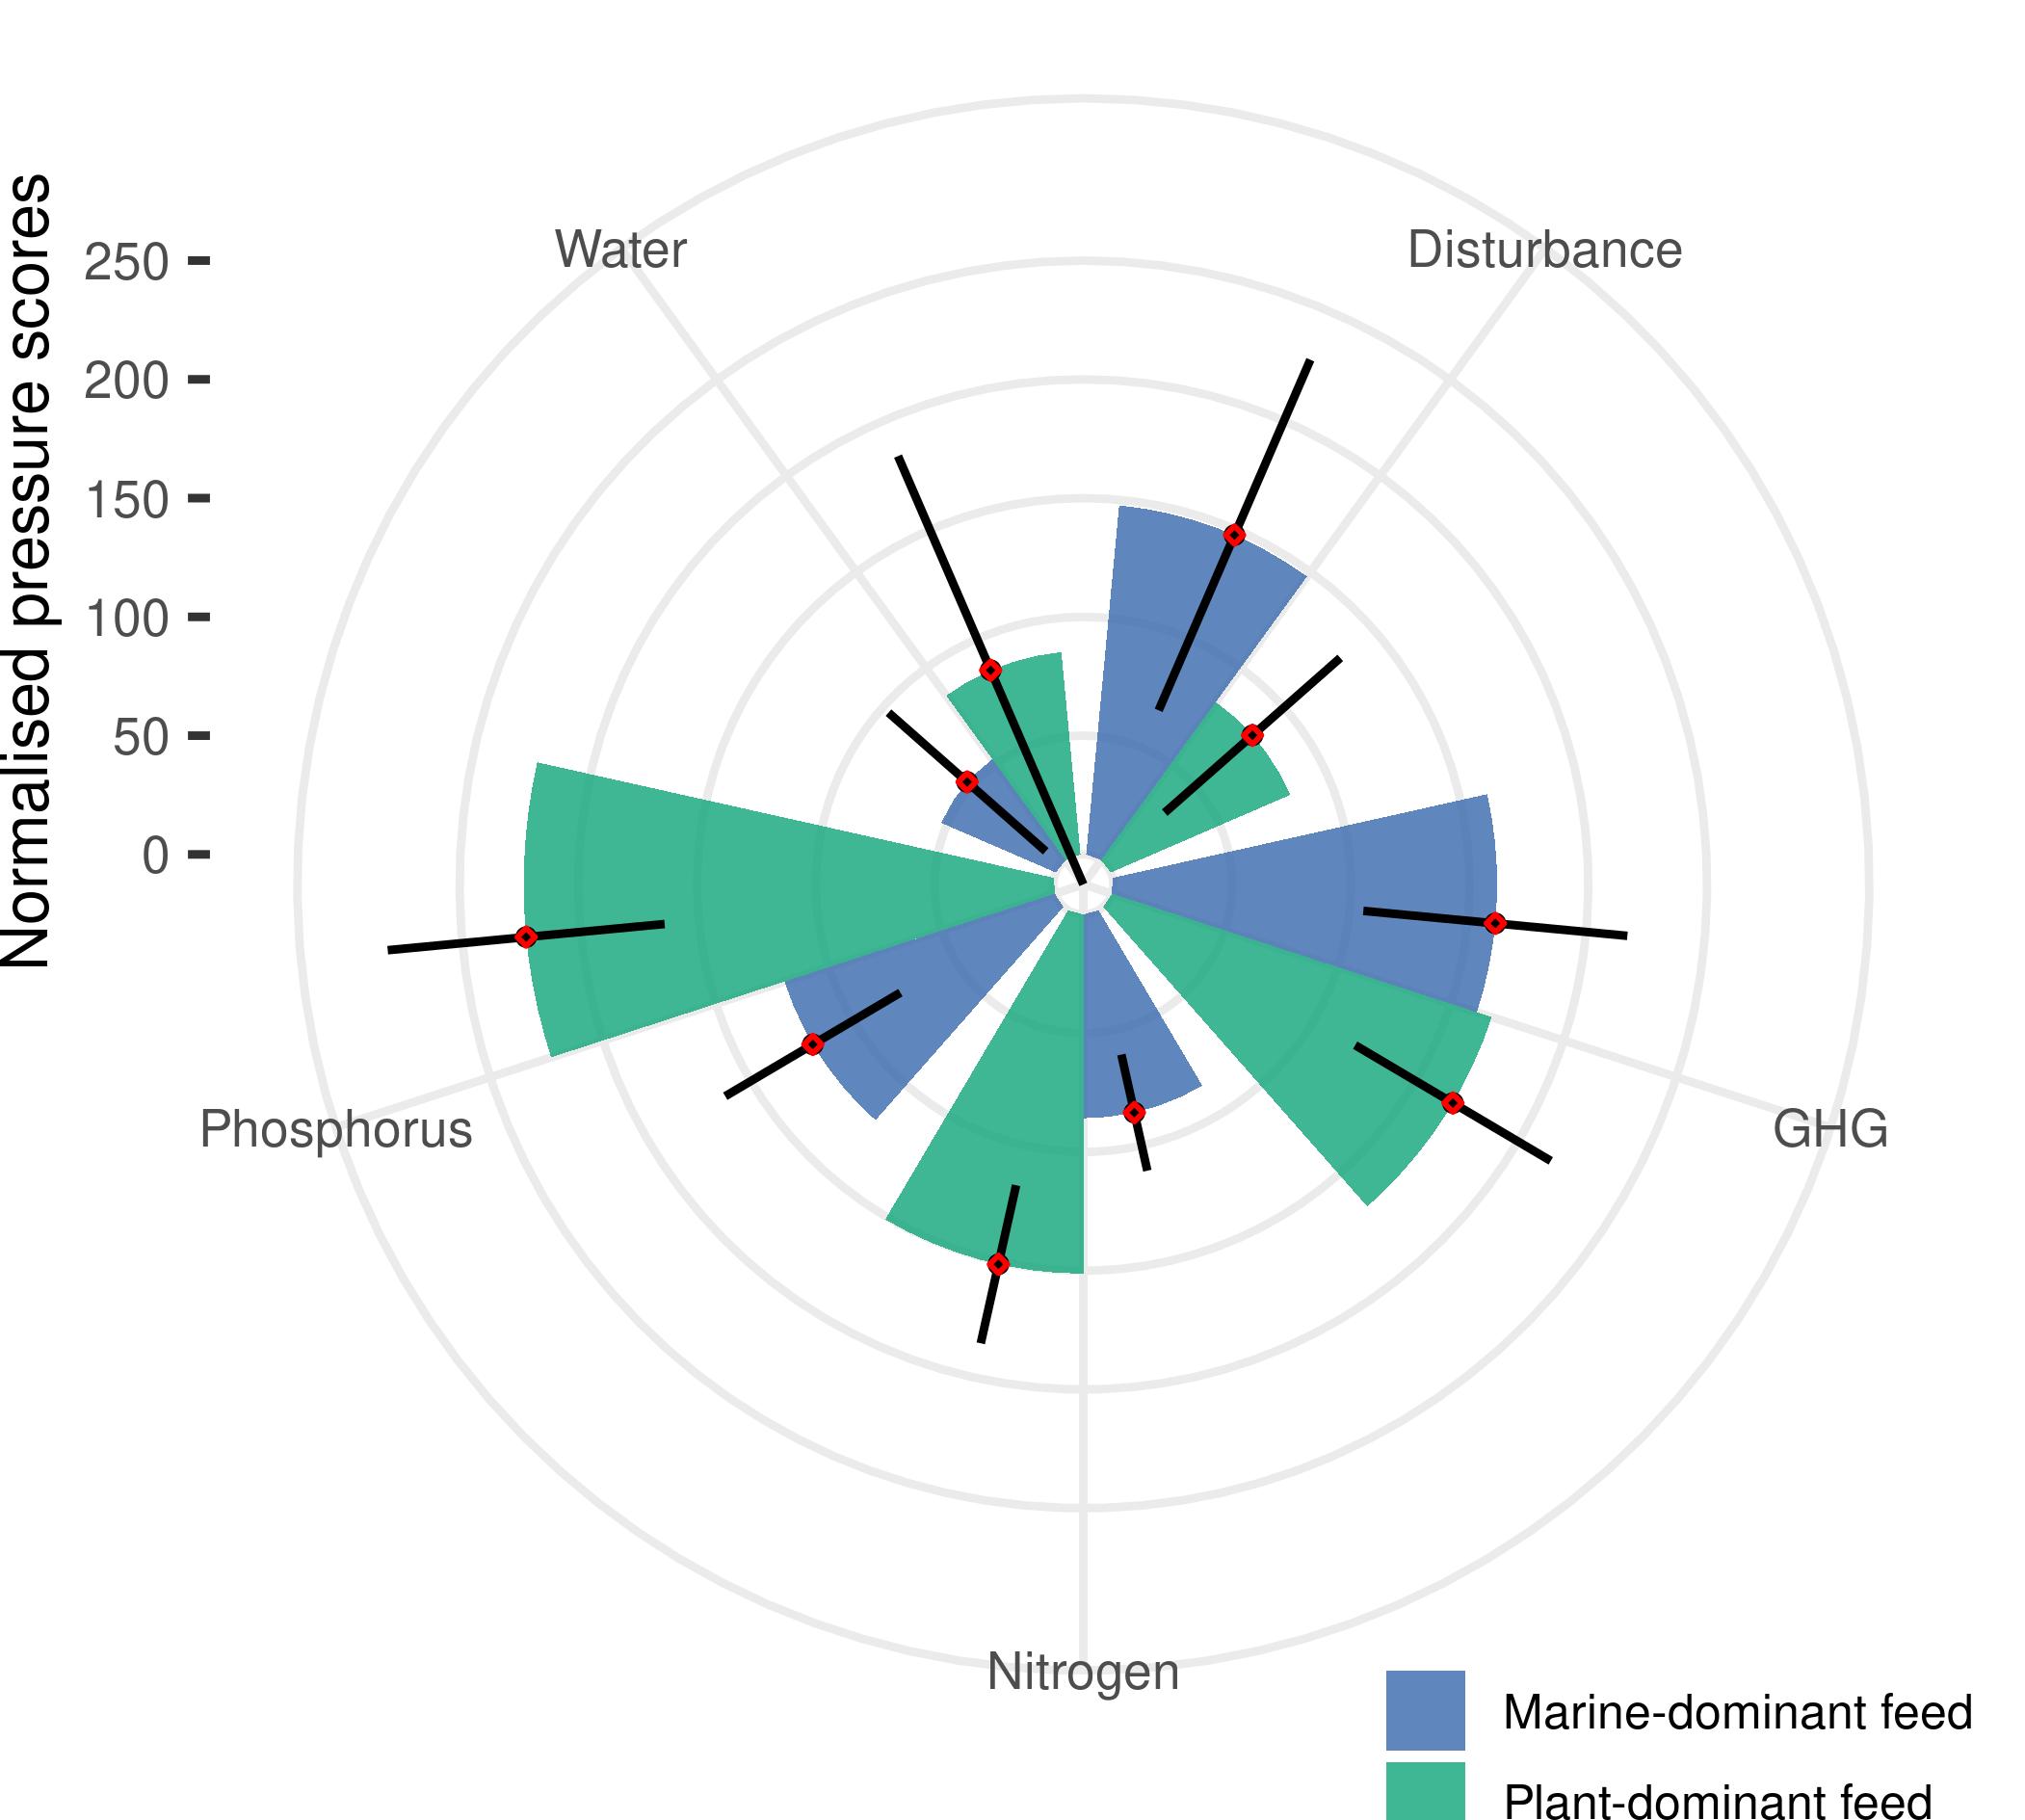 Normalised pressure scores
250
200
150
100
50
0
Water
Disturbance
Phosphorus
GHG
Nitrogen
Marine-dominant feed
Plant-dominant feed